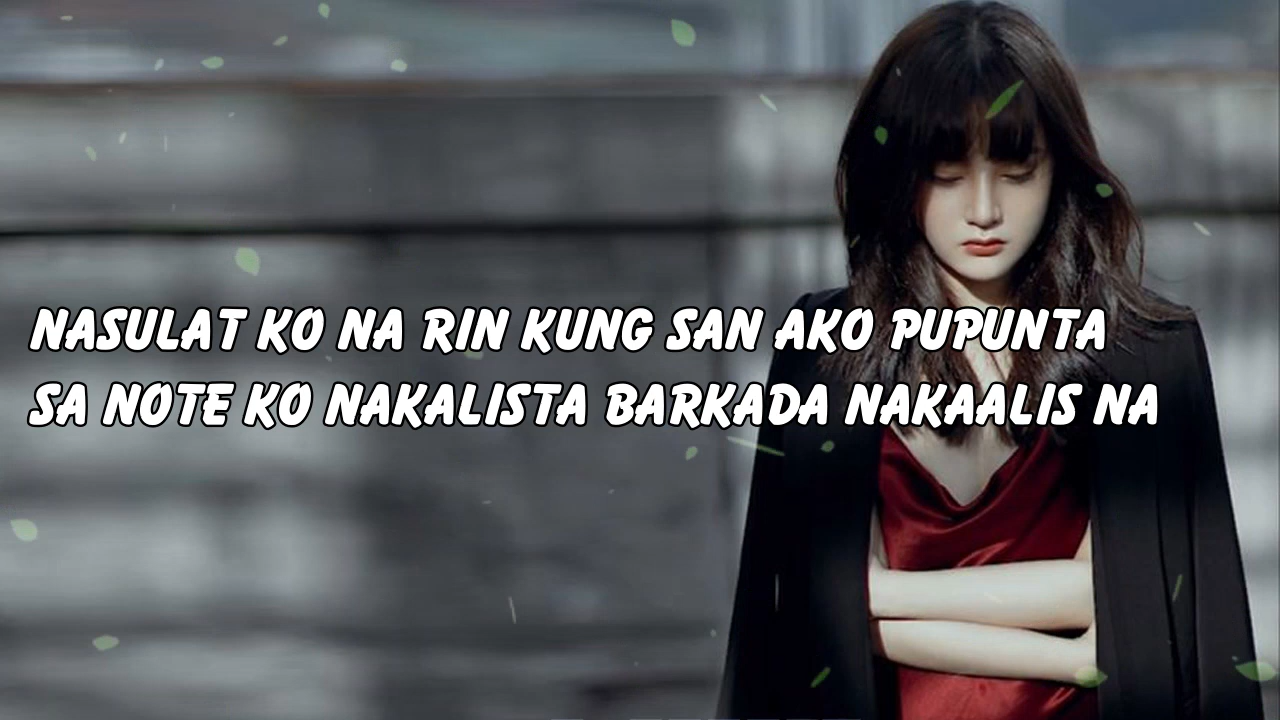 NASULAT KO NA RIN KUNG SAN AKO PUPUNTA
SA NOTE KO NAKALISTA BARKADA NAKAALIS NA